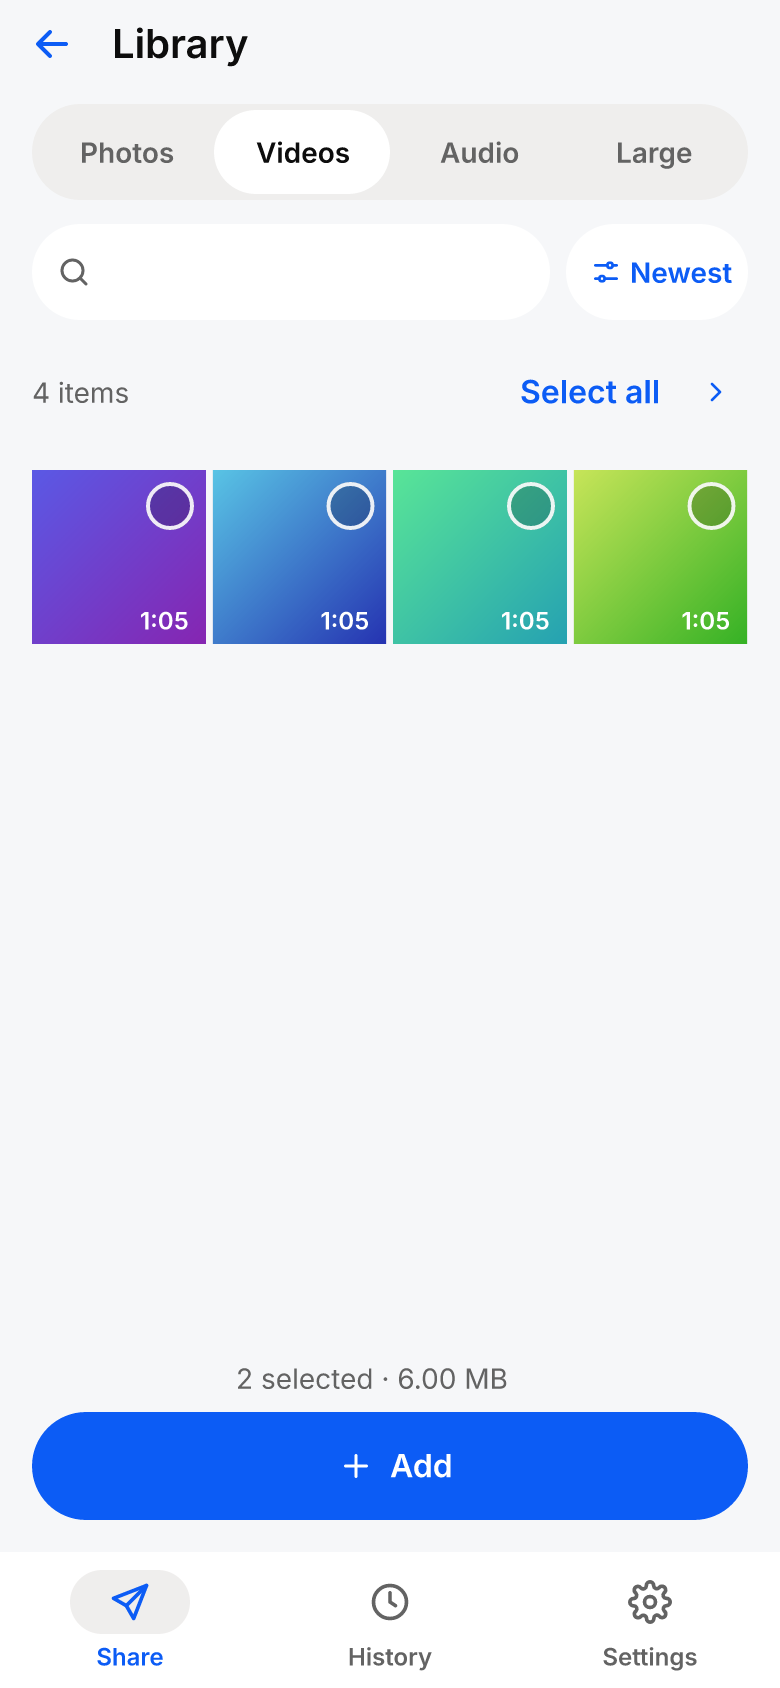 Library
Photos Videos Audio Large
Newest
4 items Select all
1:05 1:05 1:05 1:05
2 selected · 6.00 MB
Add
Share History Settings